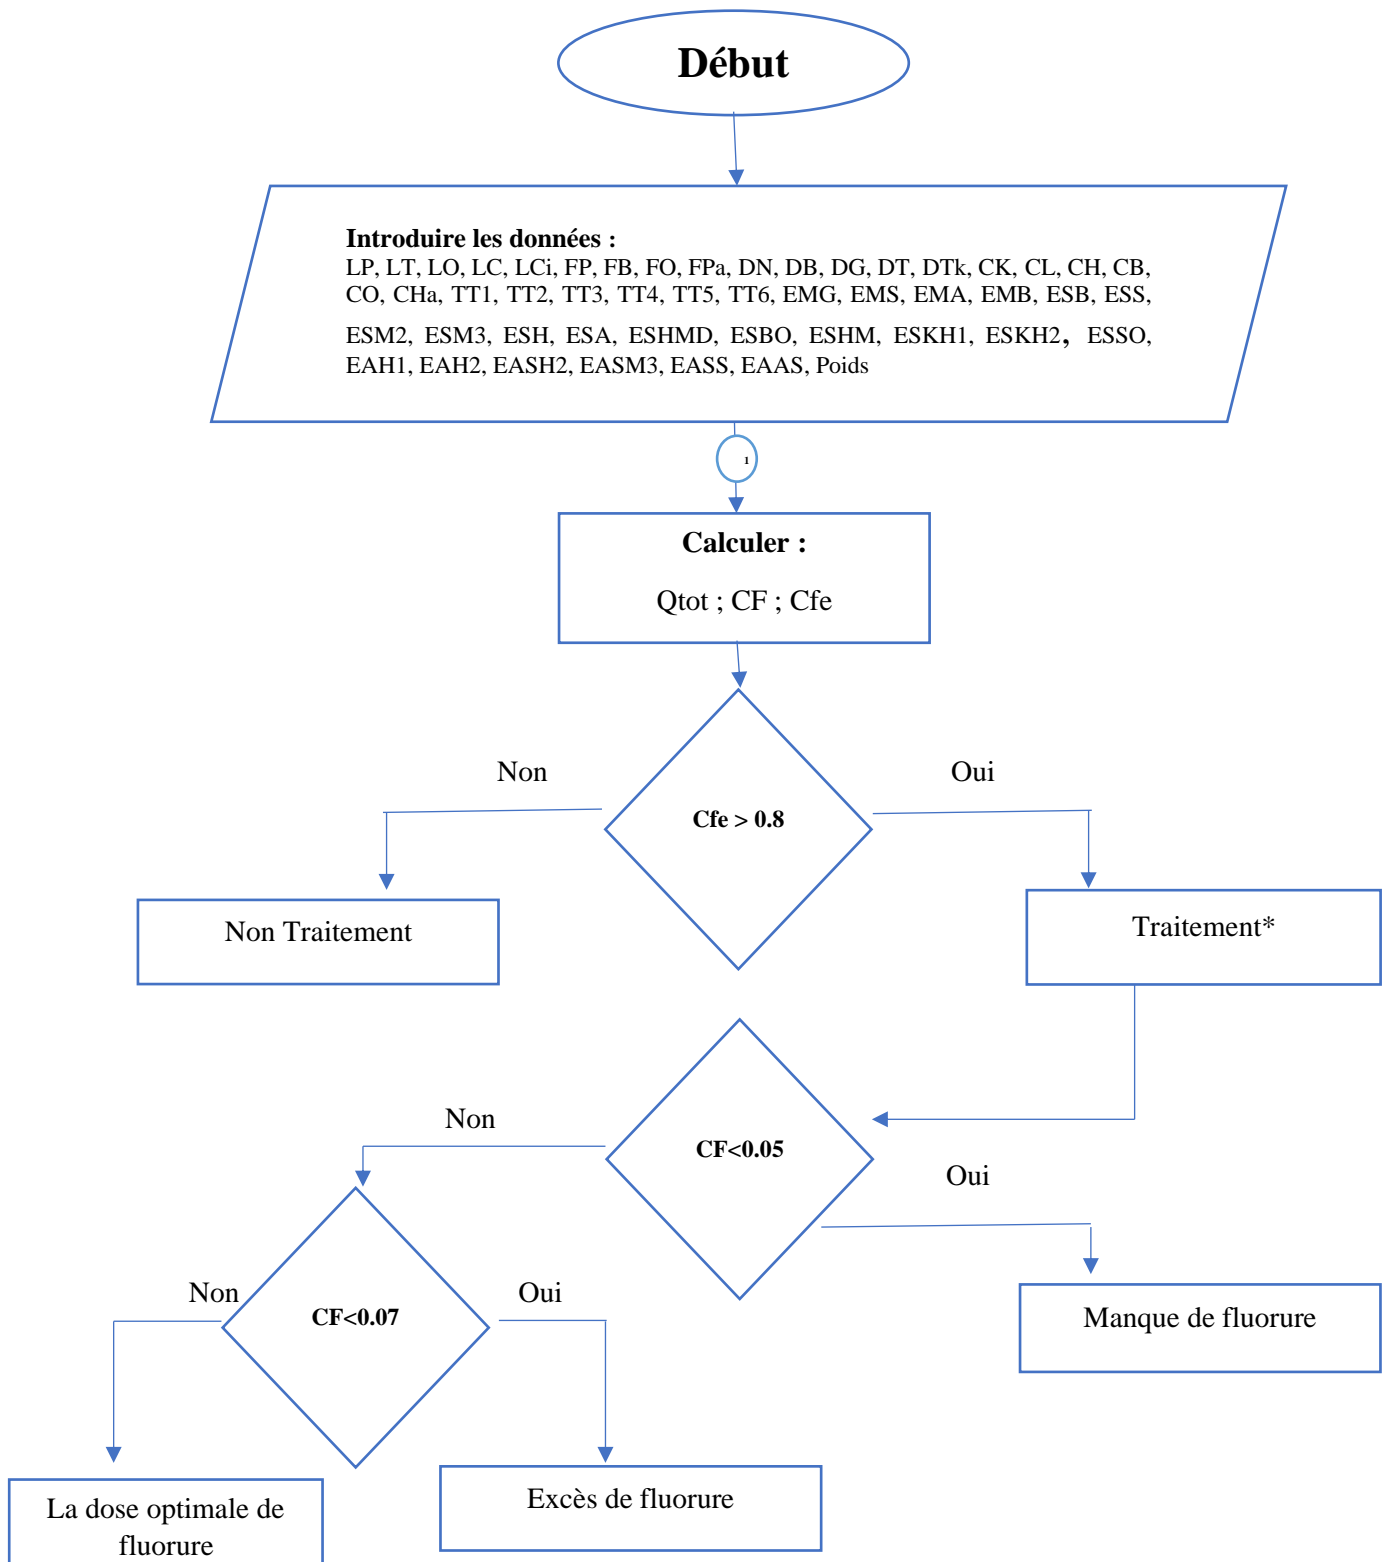 Début
Introduire les données :
LP, LT, LO, LC, LCi, FP, FB, FO, FPa, DN, DB, DG, DT, DTk, CK, CL, CH, CB,
CO, CHa, TT1, TT2, TT3, TT4, TT5, TT6, EMG, EMS, EMA, EMB, ESB, ESS,
ESM2, ESM3, ESH, ESA, ESHMD, ESBO, ESHM, ESKH1, ESKH2, ESSO,
EAH1, EAH2, EASH2, EASM3, EASS, EAAS, Poids
1
Calculer :
Qtot ; CF ; Cfe
Non
Oui
Cfe > 0.8
Non Traitement
Traitement*
Non
CF<0.05
Oui
Non
Oui
CF<0.07
Manque de fluorure
La dose optimale de
fluorure
Excès de fluorure